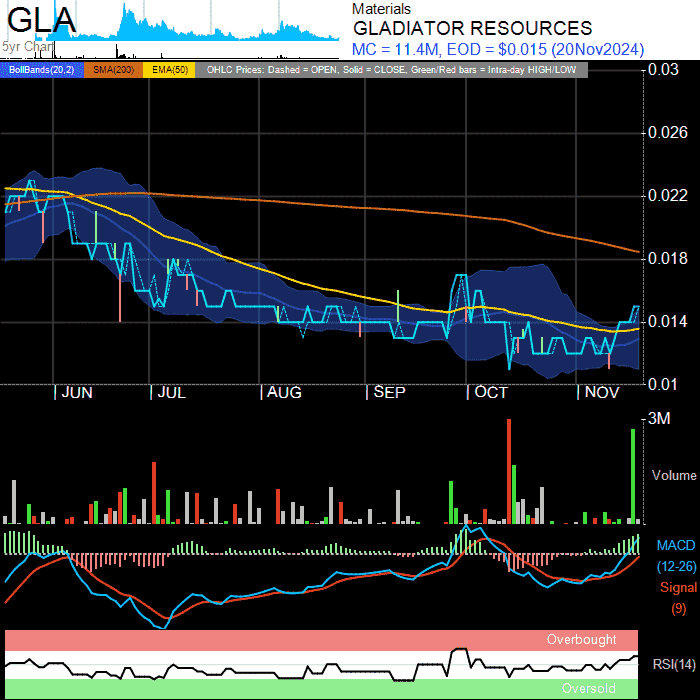 GLA
5yr Chart
Materials
GLADIATOR RESOURCES
MC = 11.4M, EOD = $0.015 (20Nov2024)
BollBands(20,2) SMA(200) EMA(50) OHLC Prices: Dashed = OPEN, Solid = CLOSE, Green/Red bars = Intra-day HIGH/LOW
0.03
0.026
0.022
0.018
0.014
0.01
JUN JUL AUG SEP OCT NOV
3M
Volume
MACD
(12-26)
Signal
(9)
Overbought
RSI(14)
Oversold